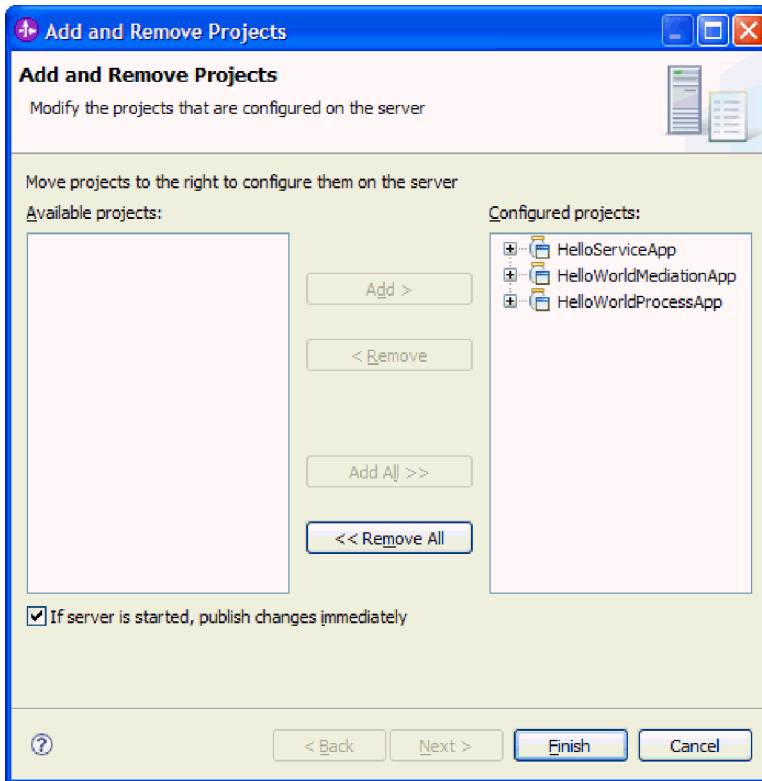 Add and Remove Projects
Add and Remove Projects
Modify the projects that are configured on the server
Move projects to the right to configure them on the server
Available projects:
Configured projects:
HelloServiceApp
HelloWorldMediationApp
HelloWorldProcessApp
Add >
< Remove
Add All >>
<< Remove All
If server is started, publish changes immediately
?
< Back
Next >
Finish
Cancel